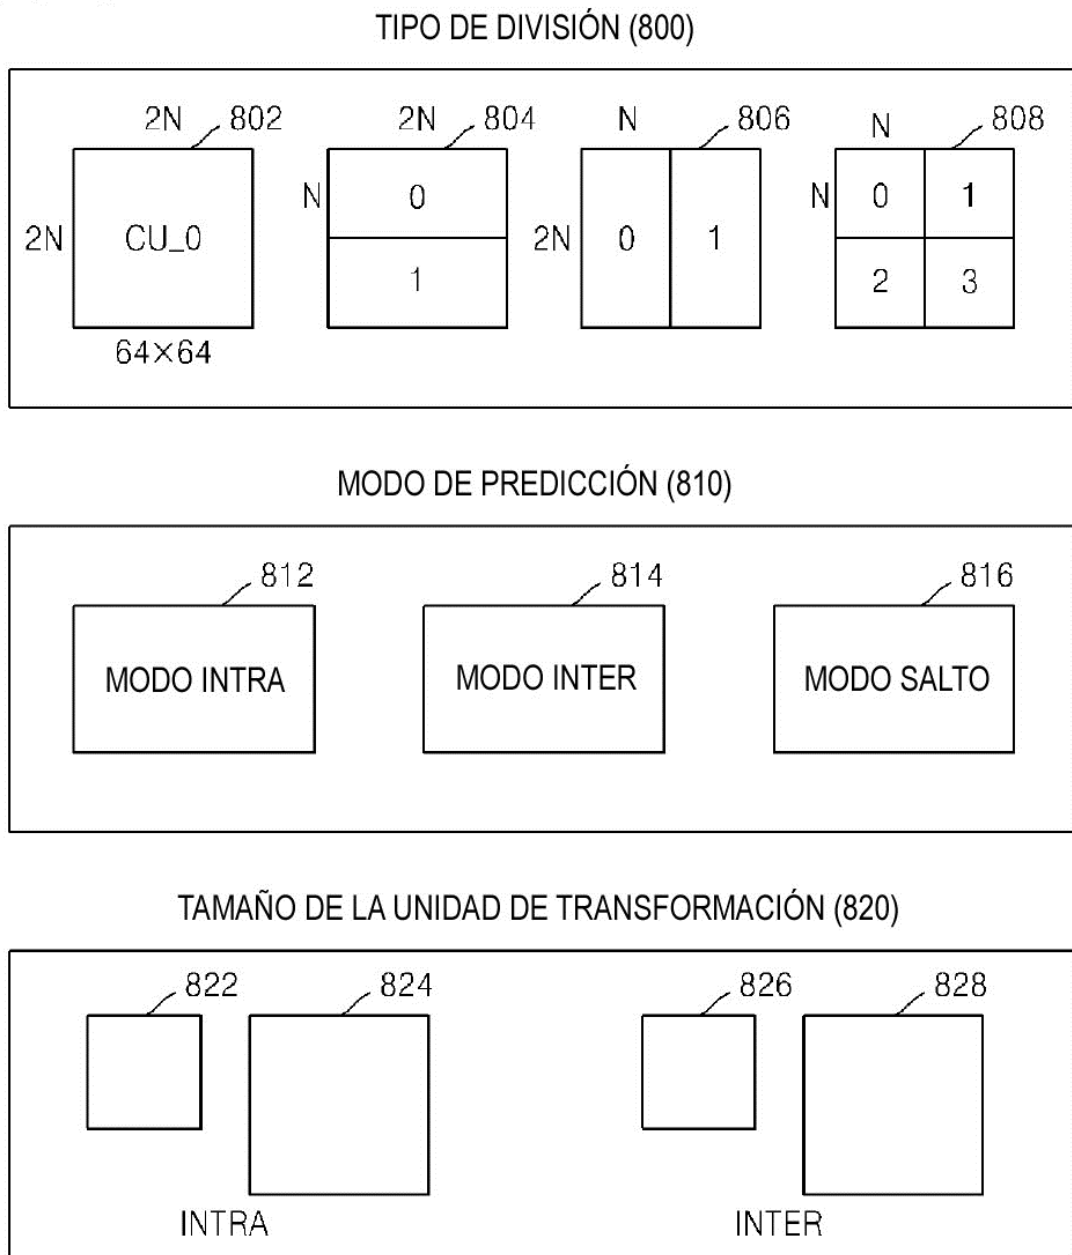 TIPO DE DIVISIÓN (800)
2N 802 2N 804 N 806 N 808
2N CU_0 N 0 1 2N 0 1 N 0 1 2 3
64×64
MODO DE PREDICCIÓN (810)
812 814 816
MODO INTRA MODO INTER MODO SALTO
TAMAÑO DE LA UNIDAD DE TRANSFORMACIÓN (820)
822 824 826 828
INTRA INTER